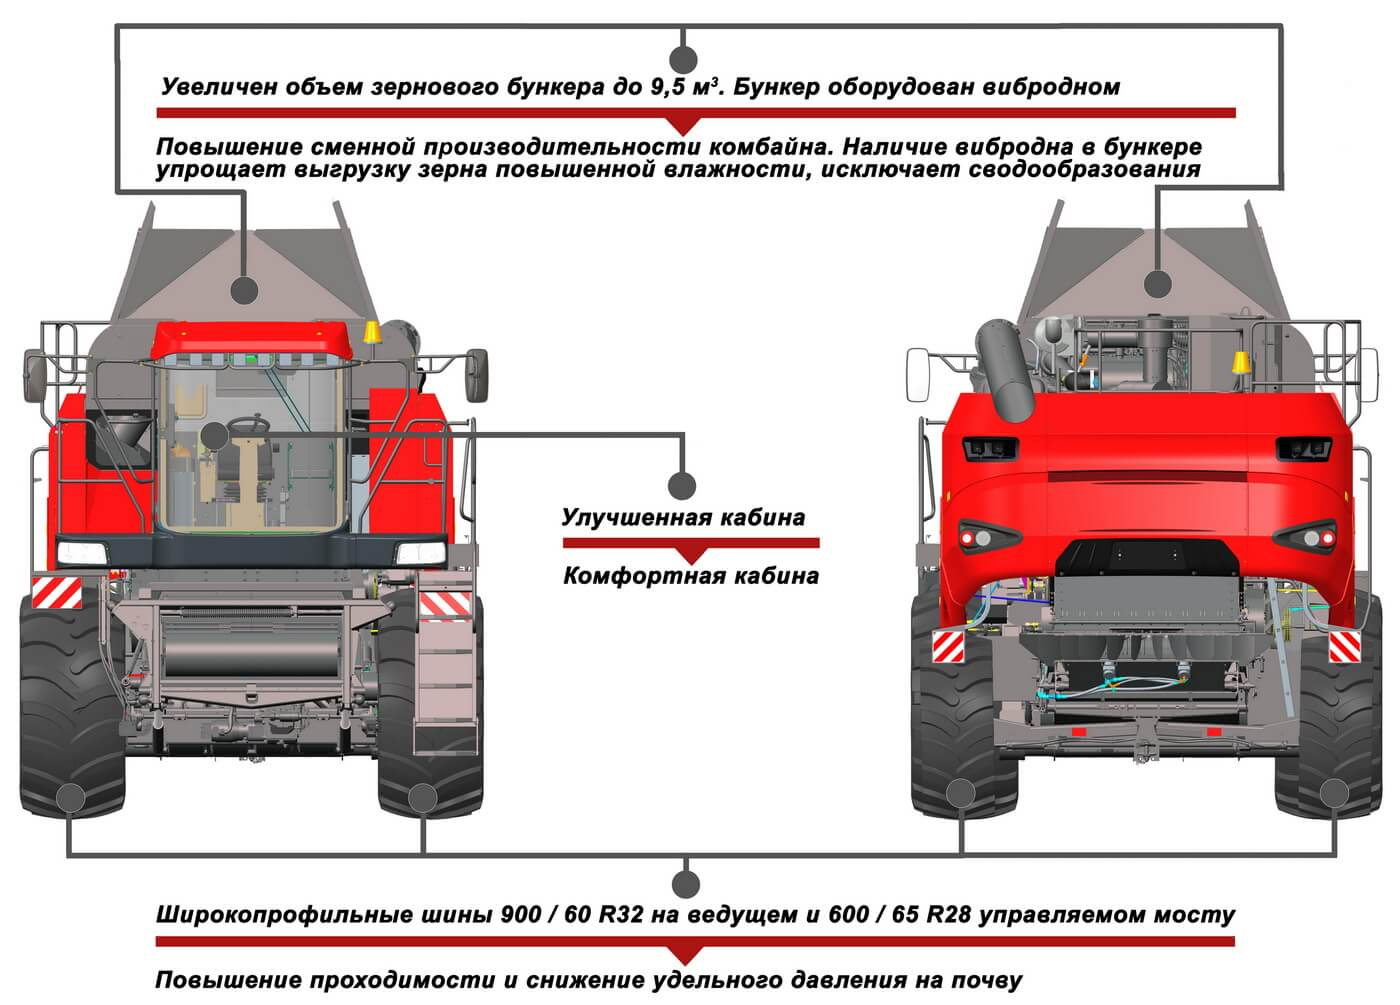 Увеличен объем зернового бункера до 9,5 м³. Бункер оборудован вибродном
Повышение сменной производительности комбайна. Наличие вибродна в бункере
упрощает выгрузку зерна повышенной влажности, исключает сводообразования
Улучшенная кабина
Комфортная кабина
Широкопрофильные шины 900 / 60 R32 на ведущем и 600 / 65 R28 управляемом мосту
Повышение проходимости и снижение удельного давления на почву